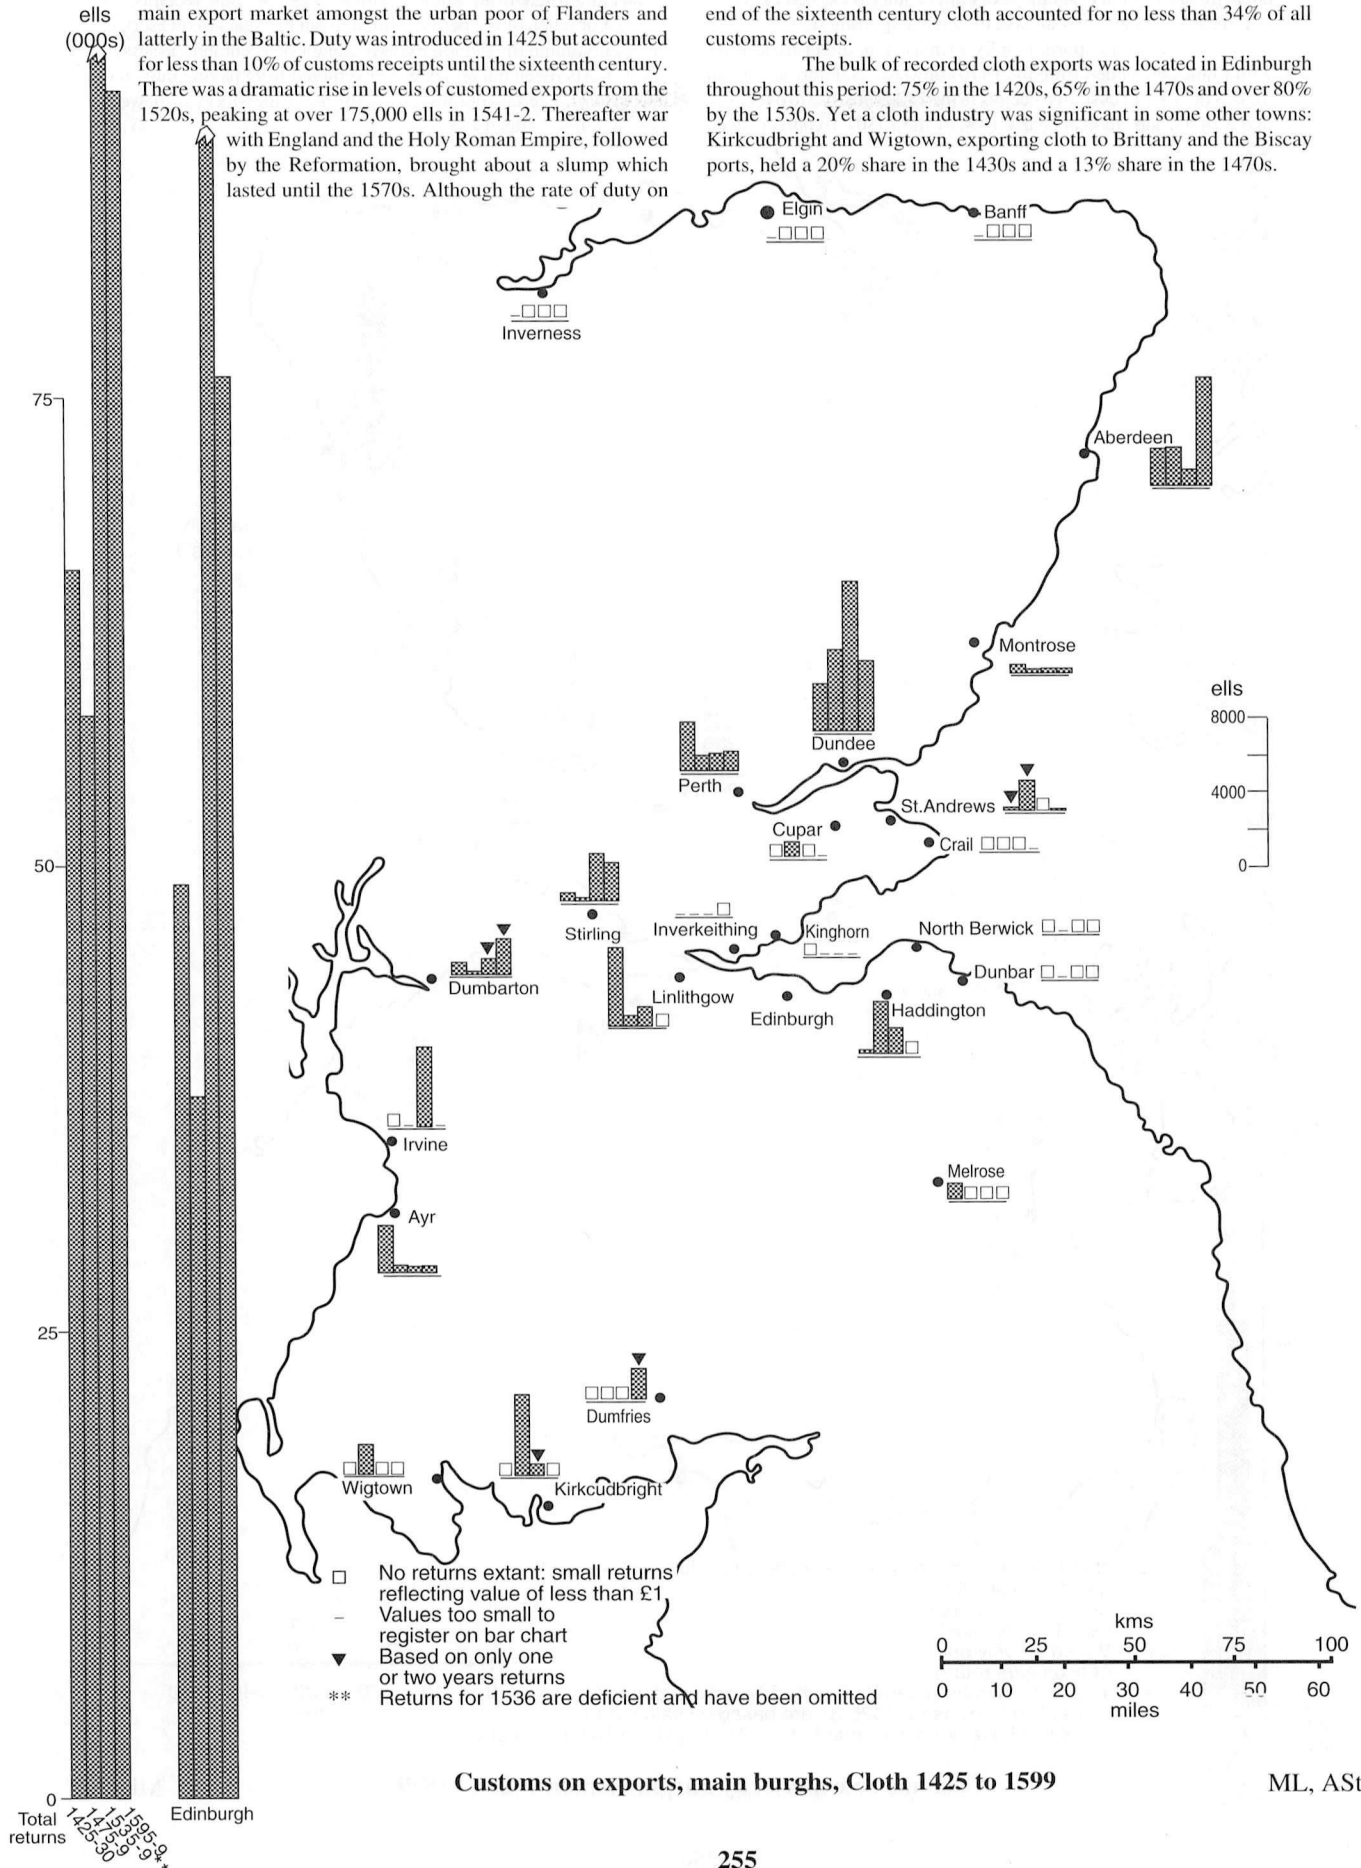 main export market amongst the urban poor of Flanders and
latterly in the Baltic. Duty was introduced in 1425 but accounted
for less than 10% of customs receipts until the sixteenth century.
There was a dramatic rise in levels of customed exports from the
1520s, peaking at over 175,000 ells in 1541-2. Thereafter war
with England and the Holy Roman Empire, followed
by the Reformation, brought about a slump which
lasted until the 1570s. Although the rate of duty on
end of the sixteenth century cloth accounted for no less than 34% of all
customs receipts.
The bulk of recorded cloth exports was located in Edinburgh
throughout this period: 75% in the 1420s, 65% in the 1470s and over 80%
by the 1530s. Yet a cloth industry was significant in some other towns:
Kirkcudbright and Wigtown, exporting cloth to Brittany and the Biscay
ports, held a 20% share in the 1430s and a 13% share in the 1470s.
ells
(000s)
75
50
25
0
Total
returns
1425-30
1475-9
1535-9
1595-9
**
Edinburgh
Elgin
Banff
Inverness
Aberdeen
Montrose
Dundee
Perth
ells
8000
4000
0
St.Andrews
Cupar
Crail
Stirling
Inverkeithing
Kinghorn
North Berwick
Dunbar
Dumbarton
Linlithgow
Edinburgh
Haddington
Irvine
Melrose
Ayr
Dumfries
Wigtown
Kirkcudbright
No returns extant: small returns
reflecting value of less than £1
– Values too small to
register on bar chart
▼ Based on only one
or two years returns
** Returns for 1536 are deficient and have been omitted
kms
0 25 50 75 100
0 10 20 30 40 50 60
miles
Customs on exports, main burghs, Cloth 1425 to 1599
ML, ASt
255